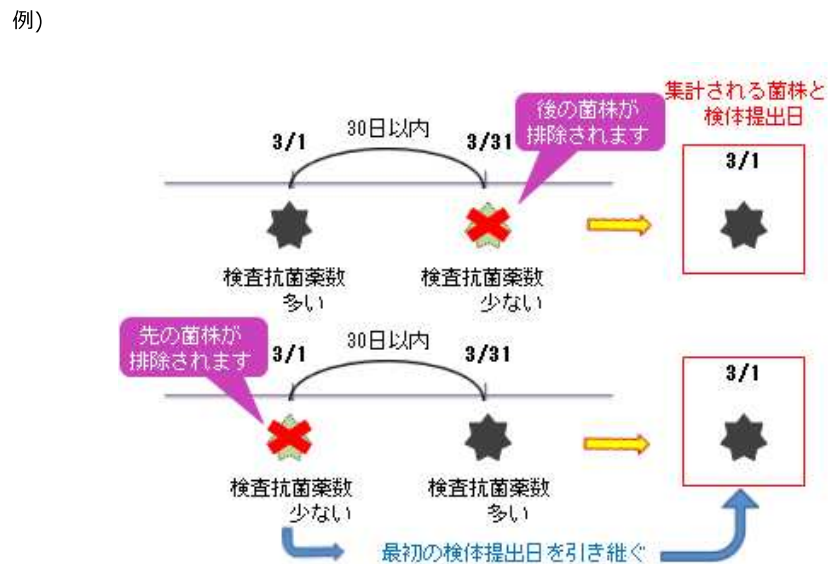 例)
集計される菌株と
検体提出日
後の菌株が
排除されます
30日以内
3/1
3/31
3/1
検査抗菌薬数
多い
検査抗菌薬数
少ない
先の菌株が
排除されます
30日以内
3/1
3/31
3/1
検査抗菌薬数
少ない
検査抗菌薬数
多い
最初の検体提出日を引き継ぐ